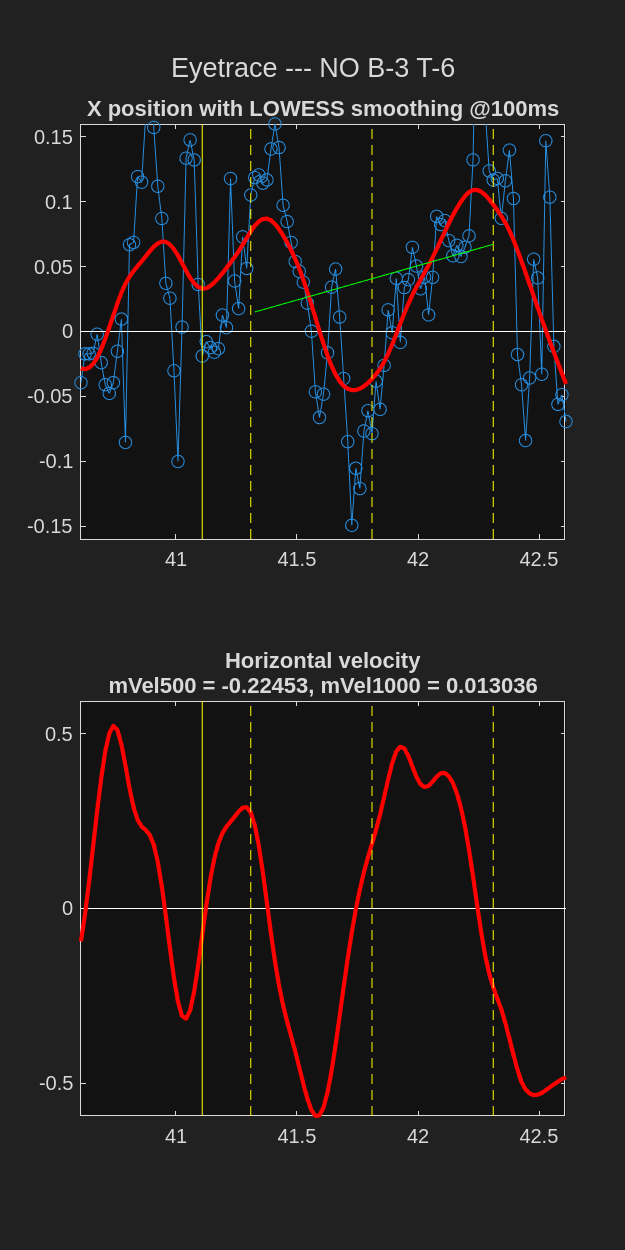 Eyetrace --- NO B-3 T-6
X position with LOWESS smoothing @100ms
0.15
0.1
0.05
0
-0.05
-0.1
-0.15
41 41.5 42 42.5
Horizontal velocity
mVel500 = -0.22453, mVel1000 = 0.013036
0.5
0
-0.5
41 41.5 42 42.5